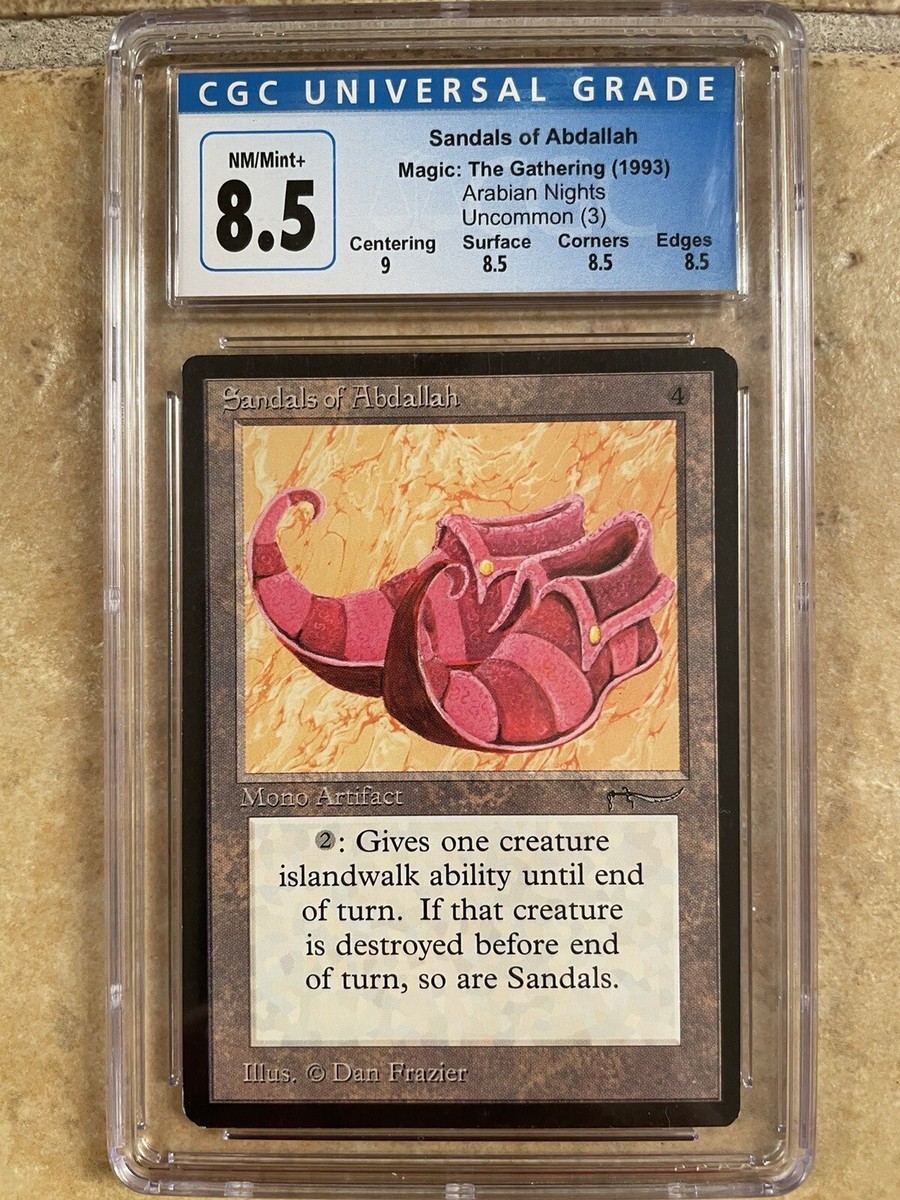 CGC UNIVERSAL GRADE
NM/Mint+
8.5
Sandals of Abdallah
Magic: The Gathering (1993)
Arabian Nights
Uncommon (3)
Centering Surface Corners Edges
9 8.5 8.5 8.5
Sandals of Abdallah 4
Mono Artifact
2: Gives one creature
islandwalk ability until end
of turn. If that creature
is destroyed before end
of turn, so are Sandals.
Illus. © Dan Frazier